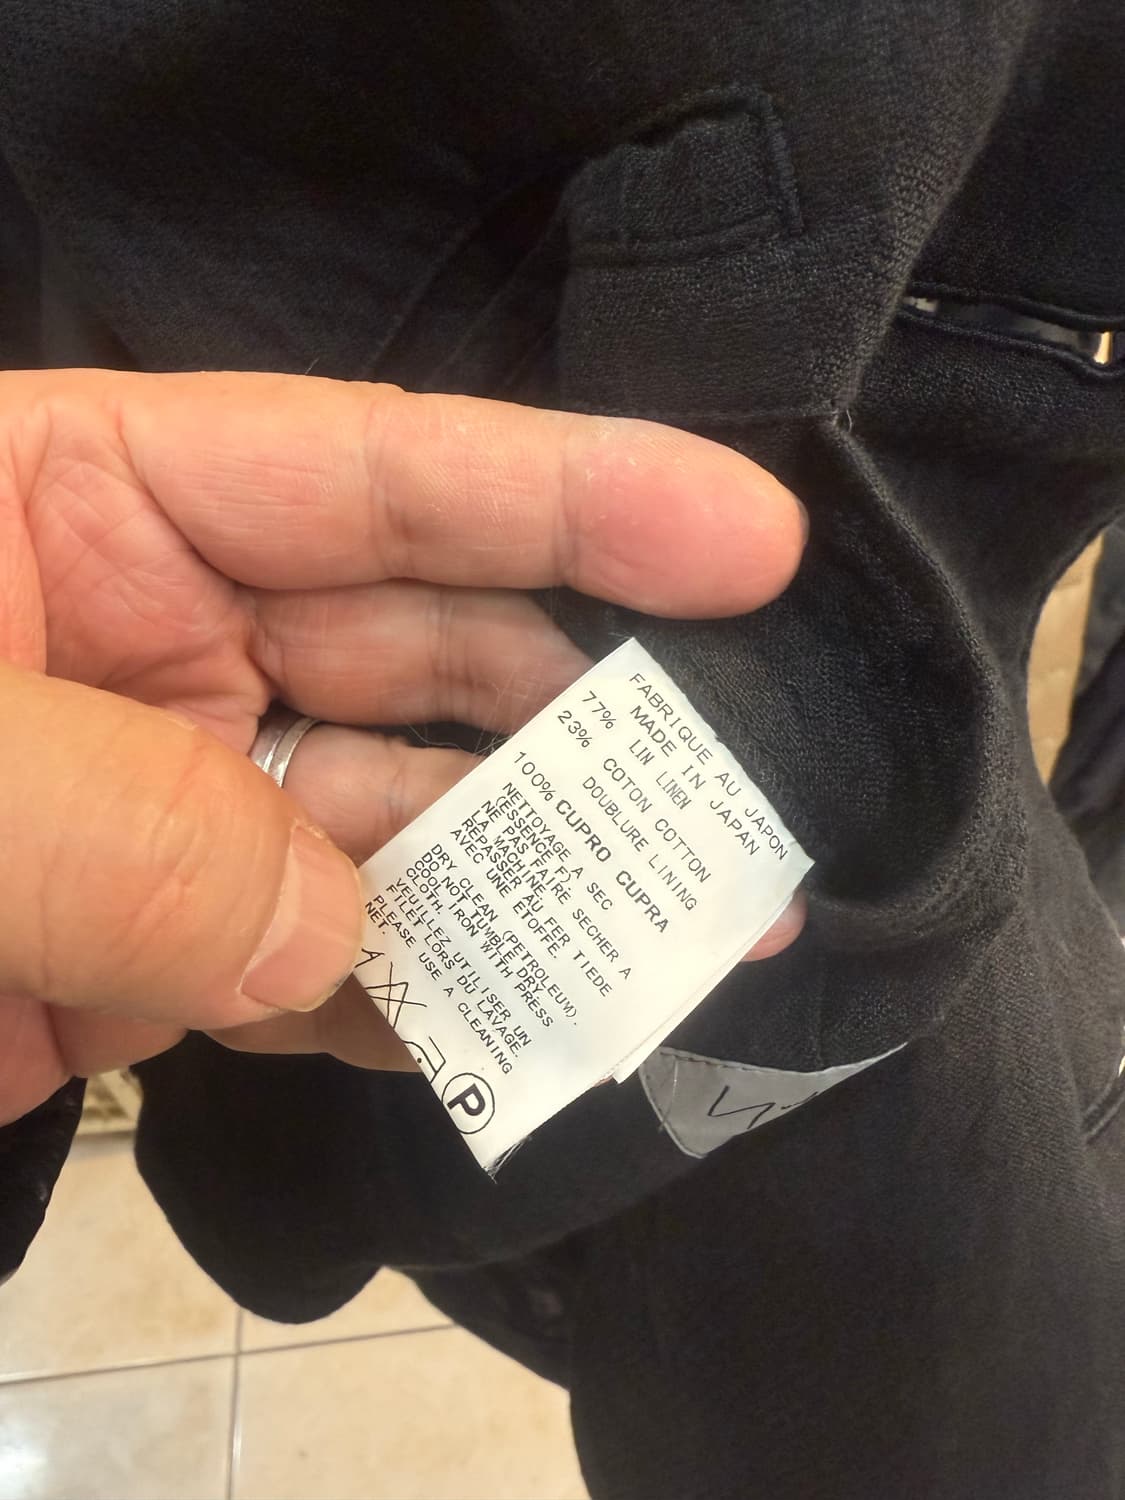 FABRIQUE AU JAPON
MADE IN JAPAN
77% LIN LINEN
23% COTON COTTON
DOUBLURE LINING
100% CUPRO CUPRA
NETTOYAGE A SEC
(ESSENCE F)
NE PAS FAIRE SECHER A
LA MACHINE
REPASSER AU FER TIEDE
AVEC UNE ETOFFE.
DRY CLEAN (PETROLEUM).
DO NOT TUMBLE DRY.
COOL IRON WITH PRESS
CLOTH.
VEUILLEZ UTILISER UN
FILET LORS DU LAVAGE.
PLEASE USE A CLEANING
NET.
P